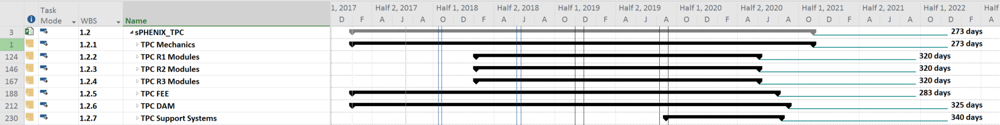 Task Mode WBS Name
1, 2017 Half 2, 2017 Half 1, 2018 Half 2, 2018 Half 1, 2019 Half 2, 2019 Half 1, 2020 Half 2, 2020 Half 1, 2021 Half 2, 2021 Half 1, 2022 Half
D F A J A O D F A J A O D F A J A O D F A J A O D F A J A O D F A
3 1.2 sPHENIX_TPC 273 days
1 1.2.1 TPC Mechanics 273 days
124 1.2.2 TPC R1 Modules 320 days
146 1.2.3 TPC R2 Modules 320 days
167 1.2.4 TPC R3 Modules 320 days
188 1.2.5 TPC FEE 283 days
212 1.2.6 TPC DAM 325 days
230 1.2.7 TPC Support Systems 340 days